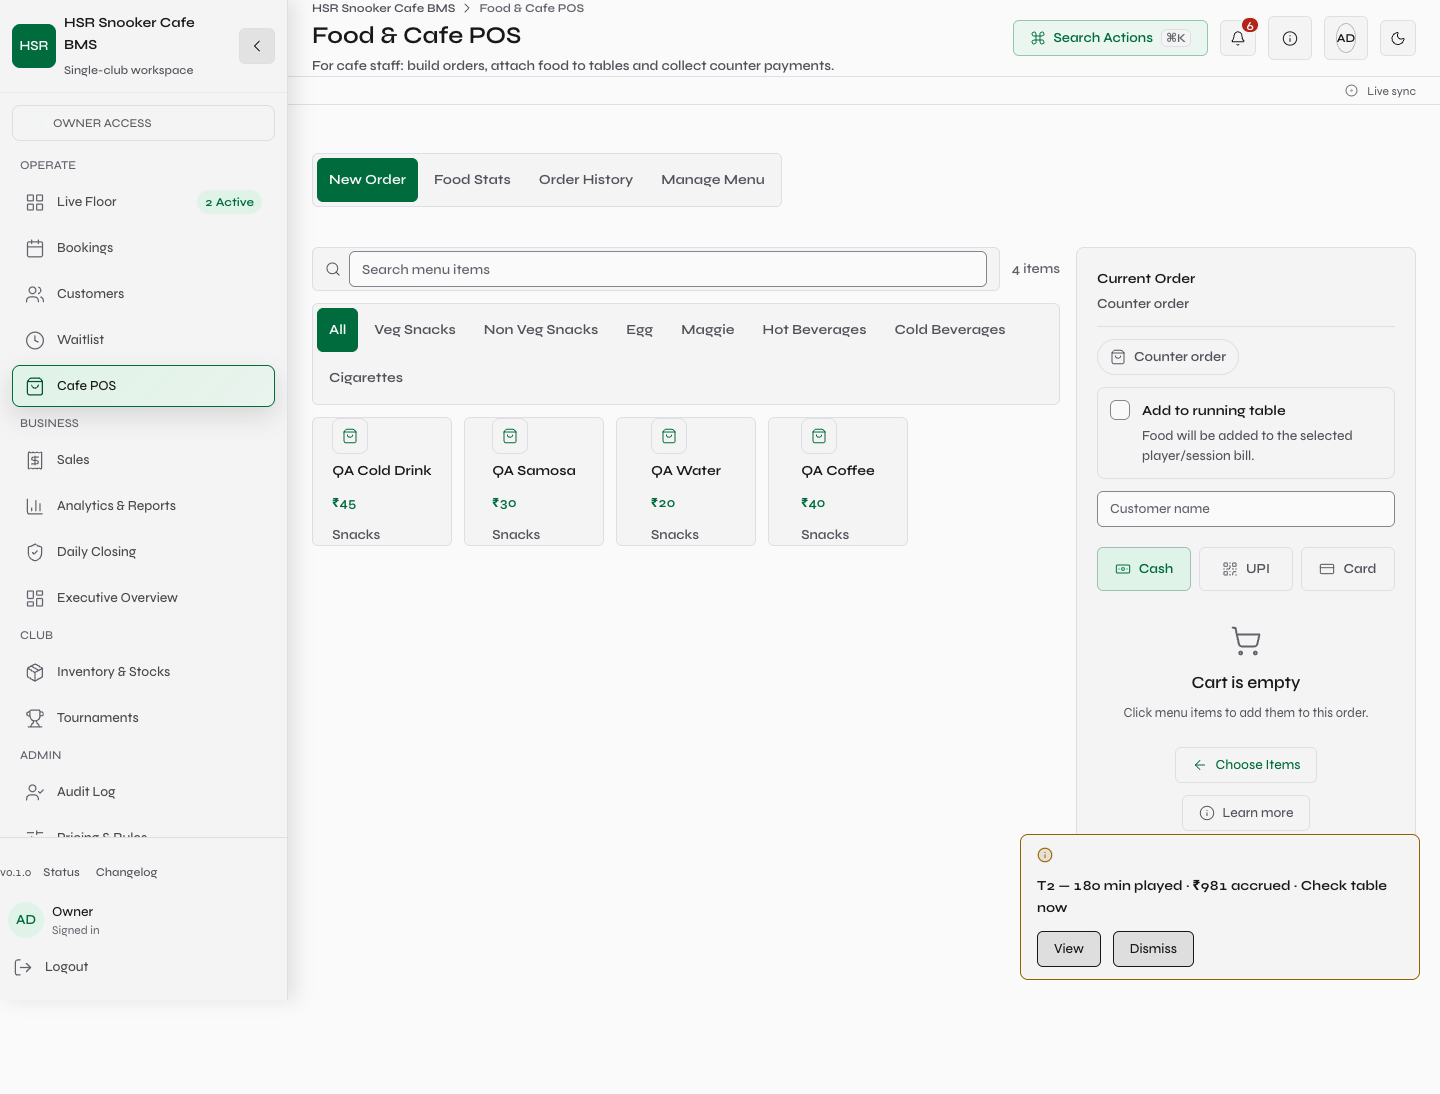 HSR
HSR Snooker Cafe
BMS
Single-club workspace
OWNER ACCESS
OPERATE
Live Floor
2 Active
Bookings
Customers
Waitlist
Cafe POS
BUSINESS
Sales
Analytics & Reports
Daily Closing
Executive Overview
CLUB
Inventory & Stocks
Tournaments
ADMIN
Audit Log
Pricing & Rules
v0.1.0 Status Changelog
AD
Owner
Signed in
Logout
HSR Snooker Cafe BMS > Food & Cafe POS
Food & Cafe POS
For cafe staff: build orders, attach food to tables and collect counter payments.
Search Actions ⌘K
6
AD
Live sync
New Order Food Stats Order History Manage Menu
Search menu items
4 items
All Veg Snacks Non Veg Snacks Egg Maggie Hot Beverages Cold Beverages
Cigarettes
QA Cold Drink
₹45
Snacks
QA Samosa
₹30
Snacks
QA Water
₹20
Snacks
QA Coffee
₹40
Snacks
Current Order
Counter order
Counter order
Add to running table
Food will be added to the selected
player/session bill.
Customer name
Cash UPI Card
Cart is empty
Click menu items to add them to this order.
Choose Items
Learn more
T2 — 180 min played · ₹981 accrued · Check table
now
View Dismiss